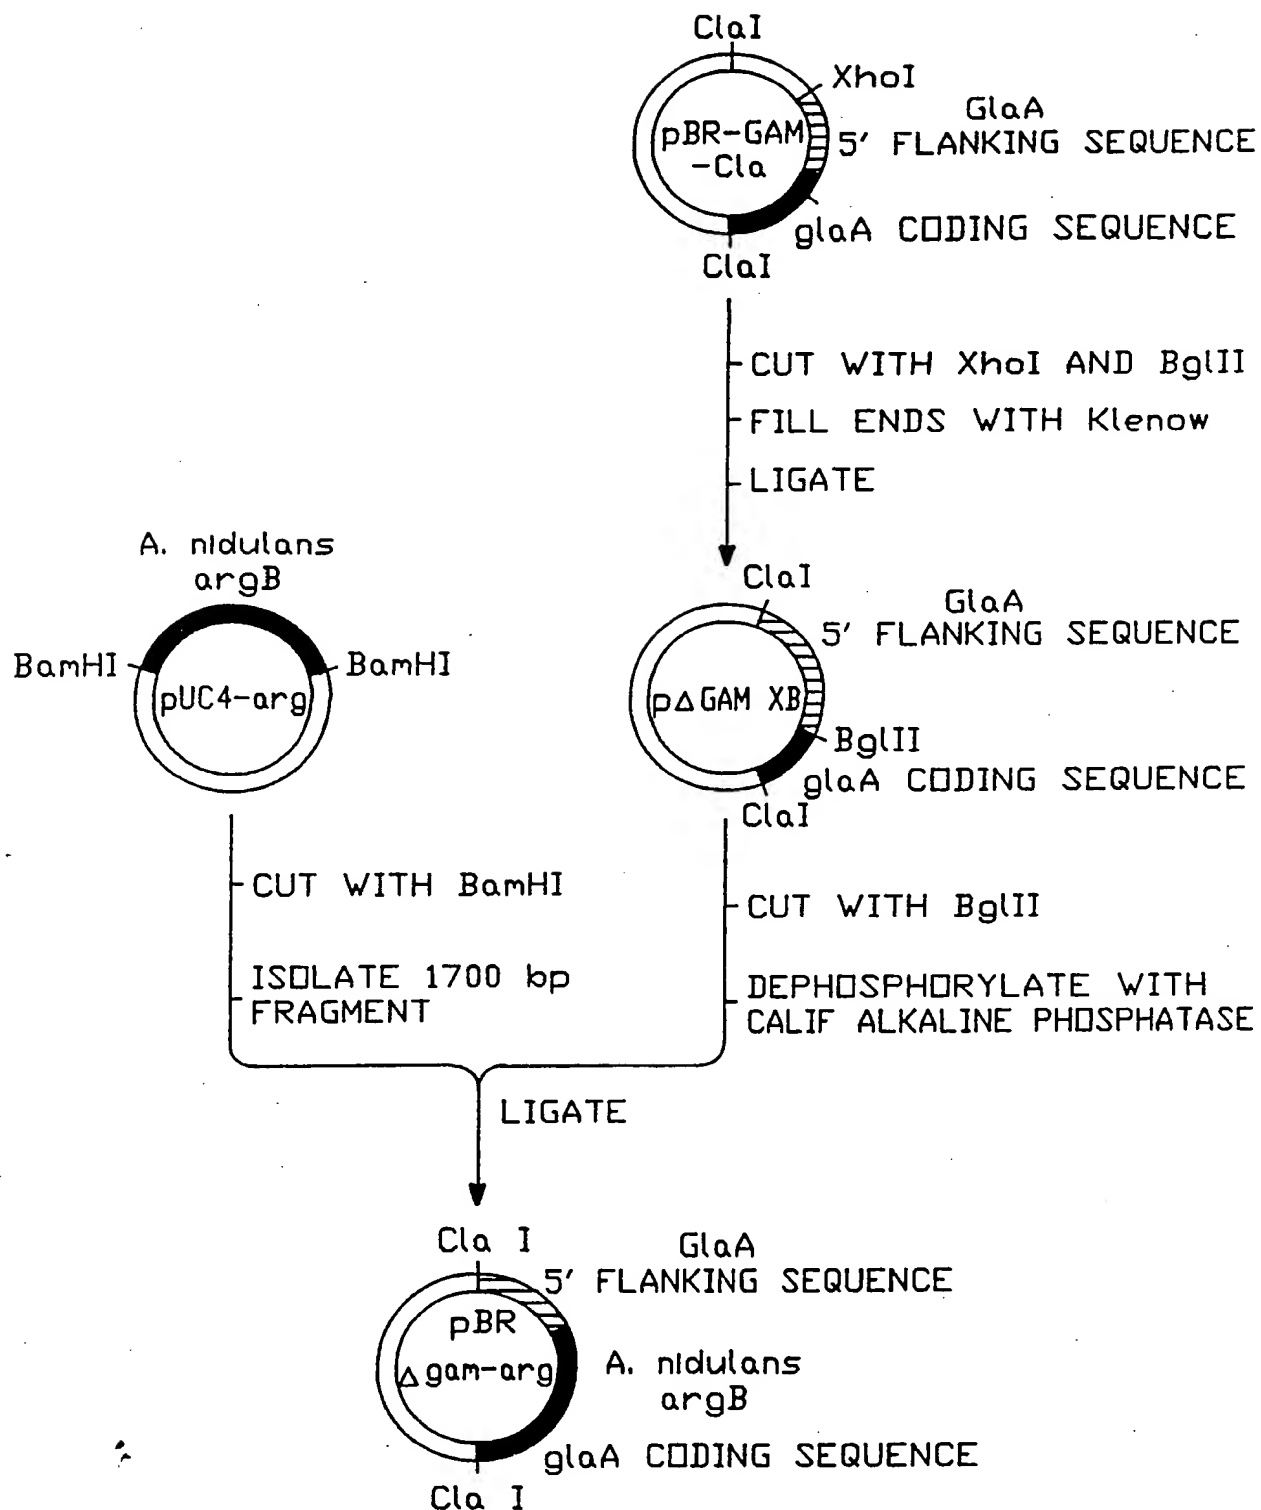 ClaI
XhoI
GlaA
5' FLANKING SEQUENCE
pBR-GAM
-Cla
glaA CODING SEQUENCE
ClaI
CUT WITH XhoI AND BglII
FILL ENDS WITH Klenow
LIGATE
A. nidulans
argB
BamHI
BamHI
pUC4-arg
ClaI
GlaA
5' FLANKING SEQUENCE
p△GAM XB
BglII
glaA CODING SEQUENCE
ClaI
CUT WITH BamHI
ISOLATE 1700 bp
FRAGMENT
CUT WITH BglII
DEPHOSPHORYLATE WITH
CALIF ALKALINE PHOSPHATASE
LIGATE
Cla I
GlaA
5' FLANKING SEQUENCE
pBR
△gam-arg
A. nidulans
argB
glaA CODING SEQUENCE
Cla I